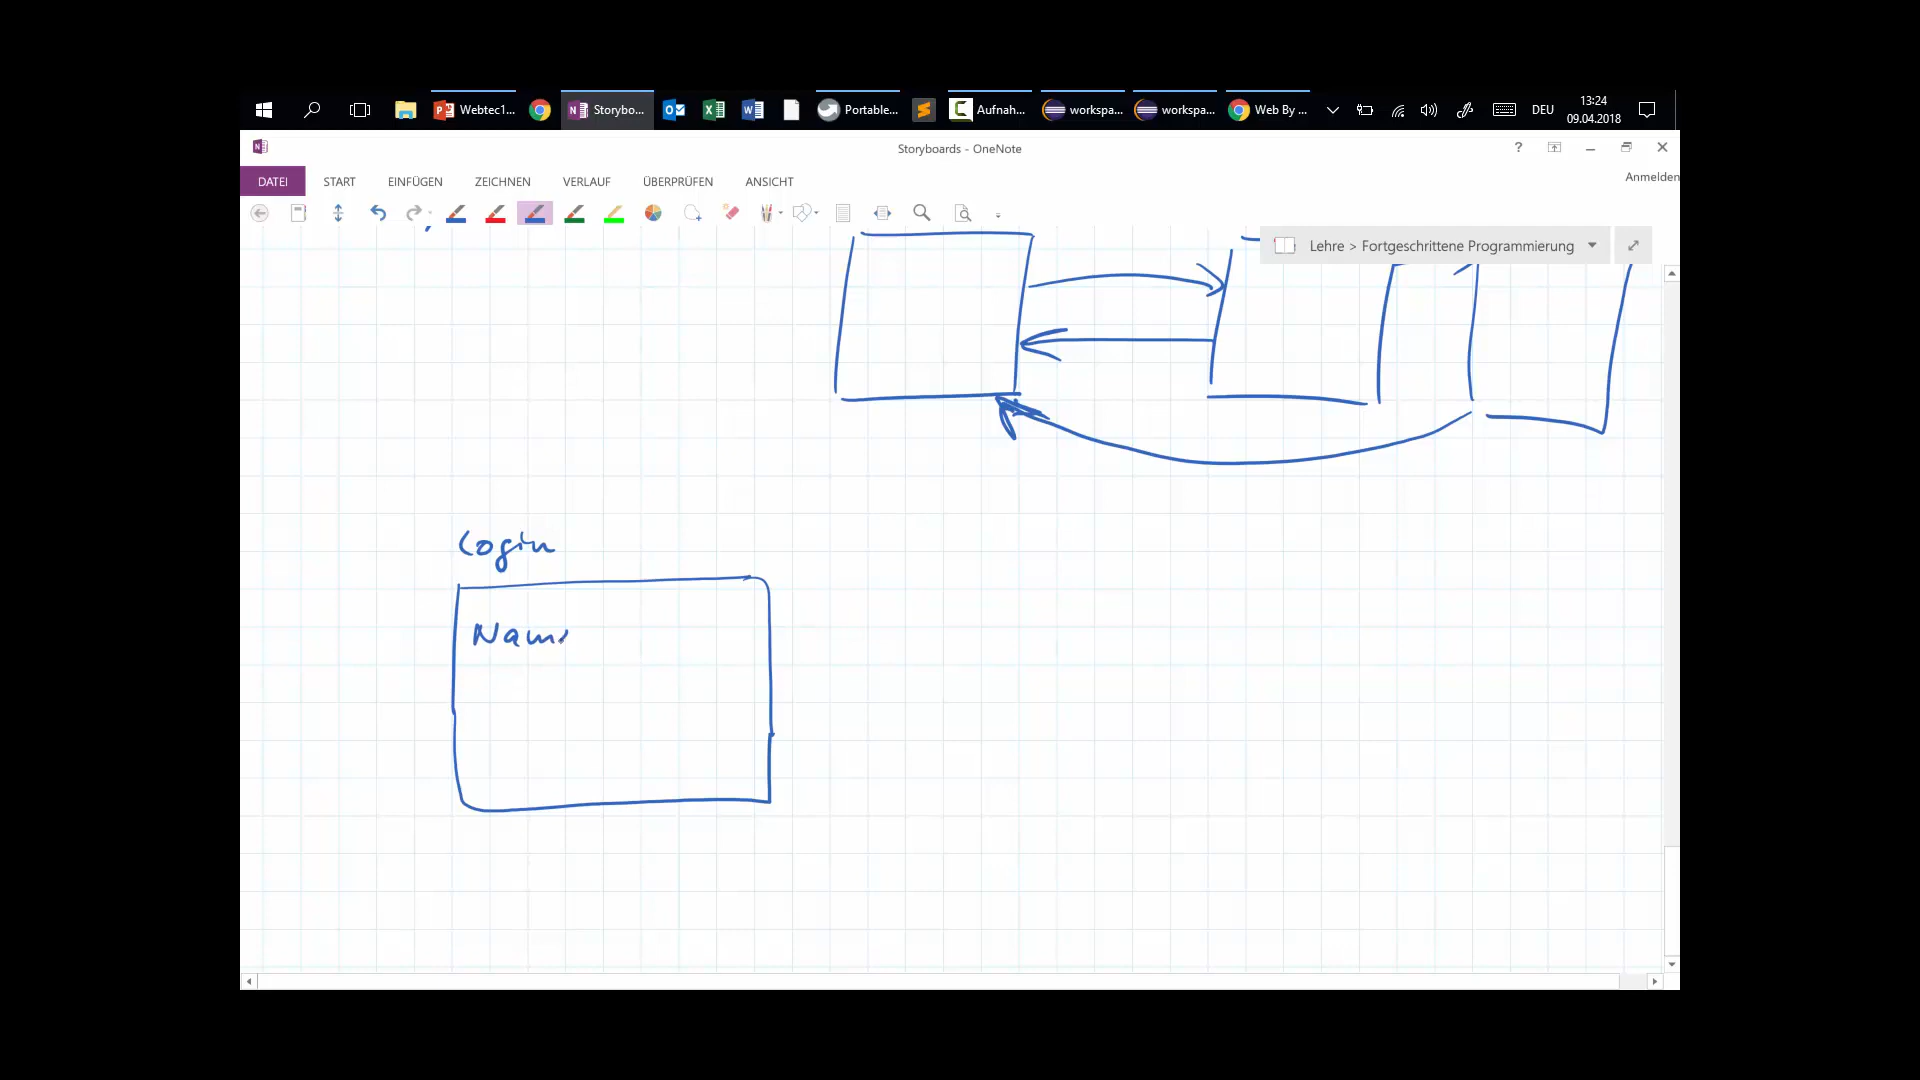 Webtec1...
Storybo...
Portable...
Aufnah...
workspa...
workspa...
Web By ...
DEU
13:24
09.04.2018
Storyboards - OneNote
?
Anmelden
DATEI
START
EINFÜGEN
ZEICHNEN
VERLAUF
ÜBERPRÜFEN
ANSICHT
Lehre > Fortgeschrittene Programmierung
Login
Name